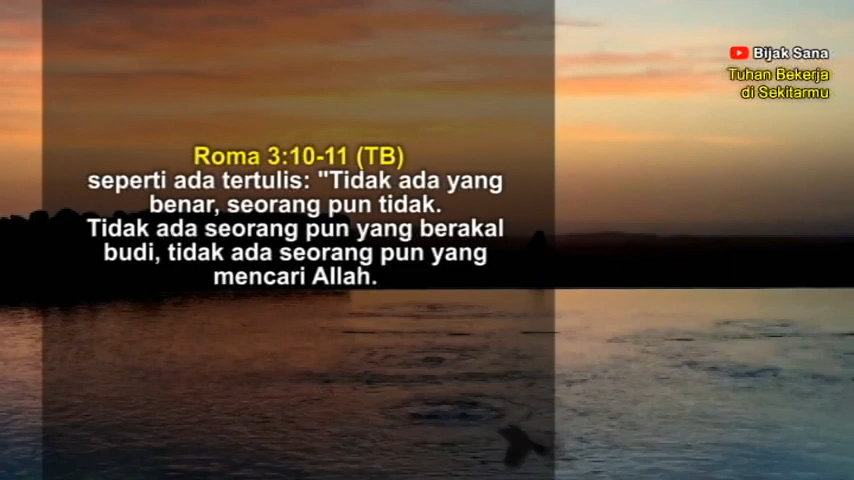 Bijak Sana
Tuhan Bekerja
di Sekitarmu
Roma 3:10-11 (TB)
seperti ada tertulis: "Tidak ada yang
benar, seorang pun tidak.
Tidak ada seorang pun yang berakal
budi, tidak ada seorang pun yang
mencari Allah.